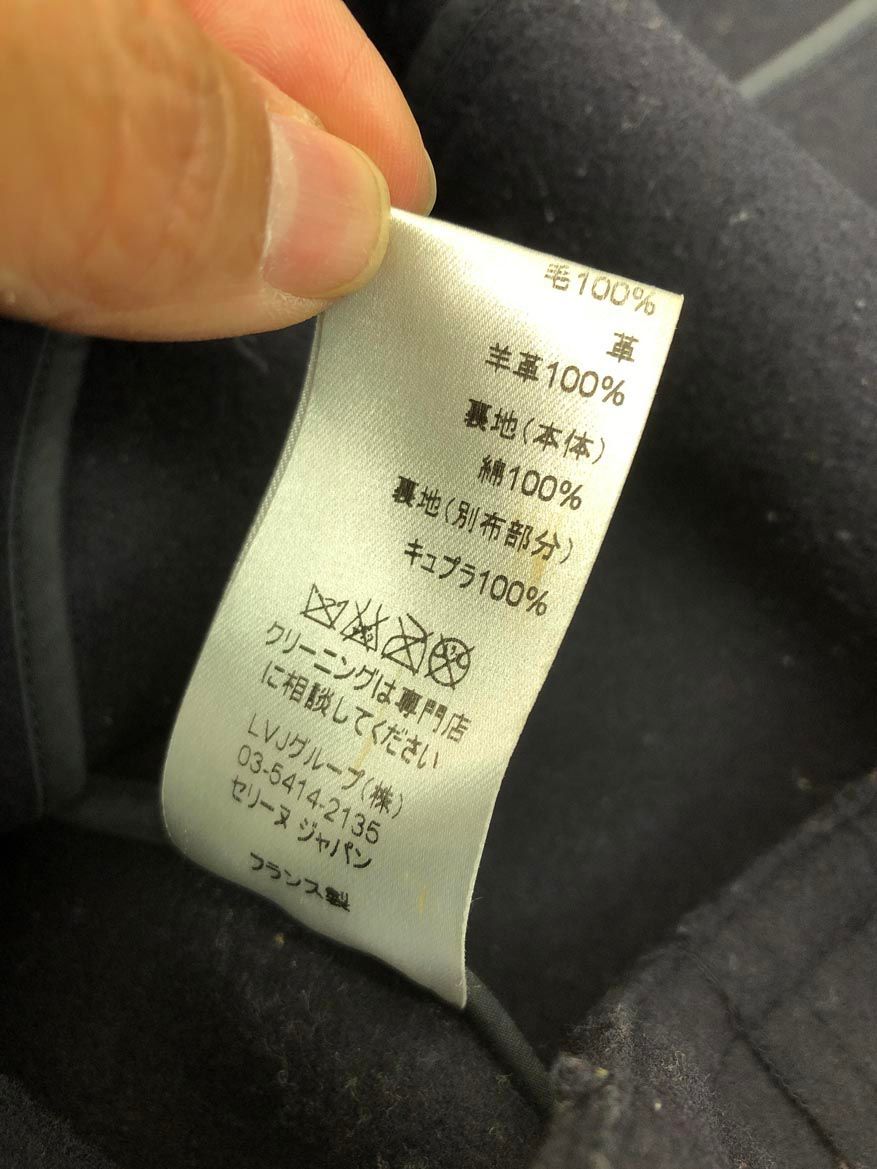 毛100%
革
羊革100%
裏地(本体)
綿100%
裏地(別布部分)
キュプラ100%
クリーニングは専門店
に相談してください
LVJグループ(株)
03-5414-2135
セリーヌ ジャパン
フランス製